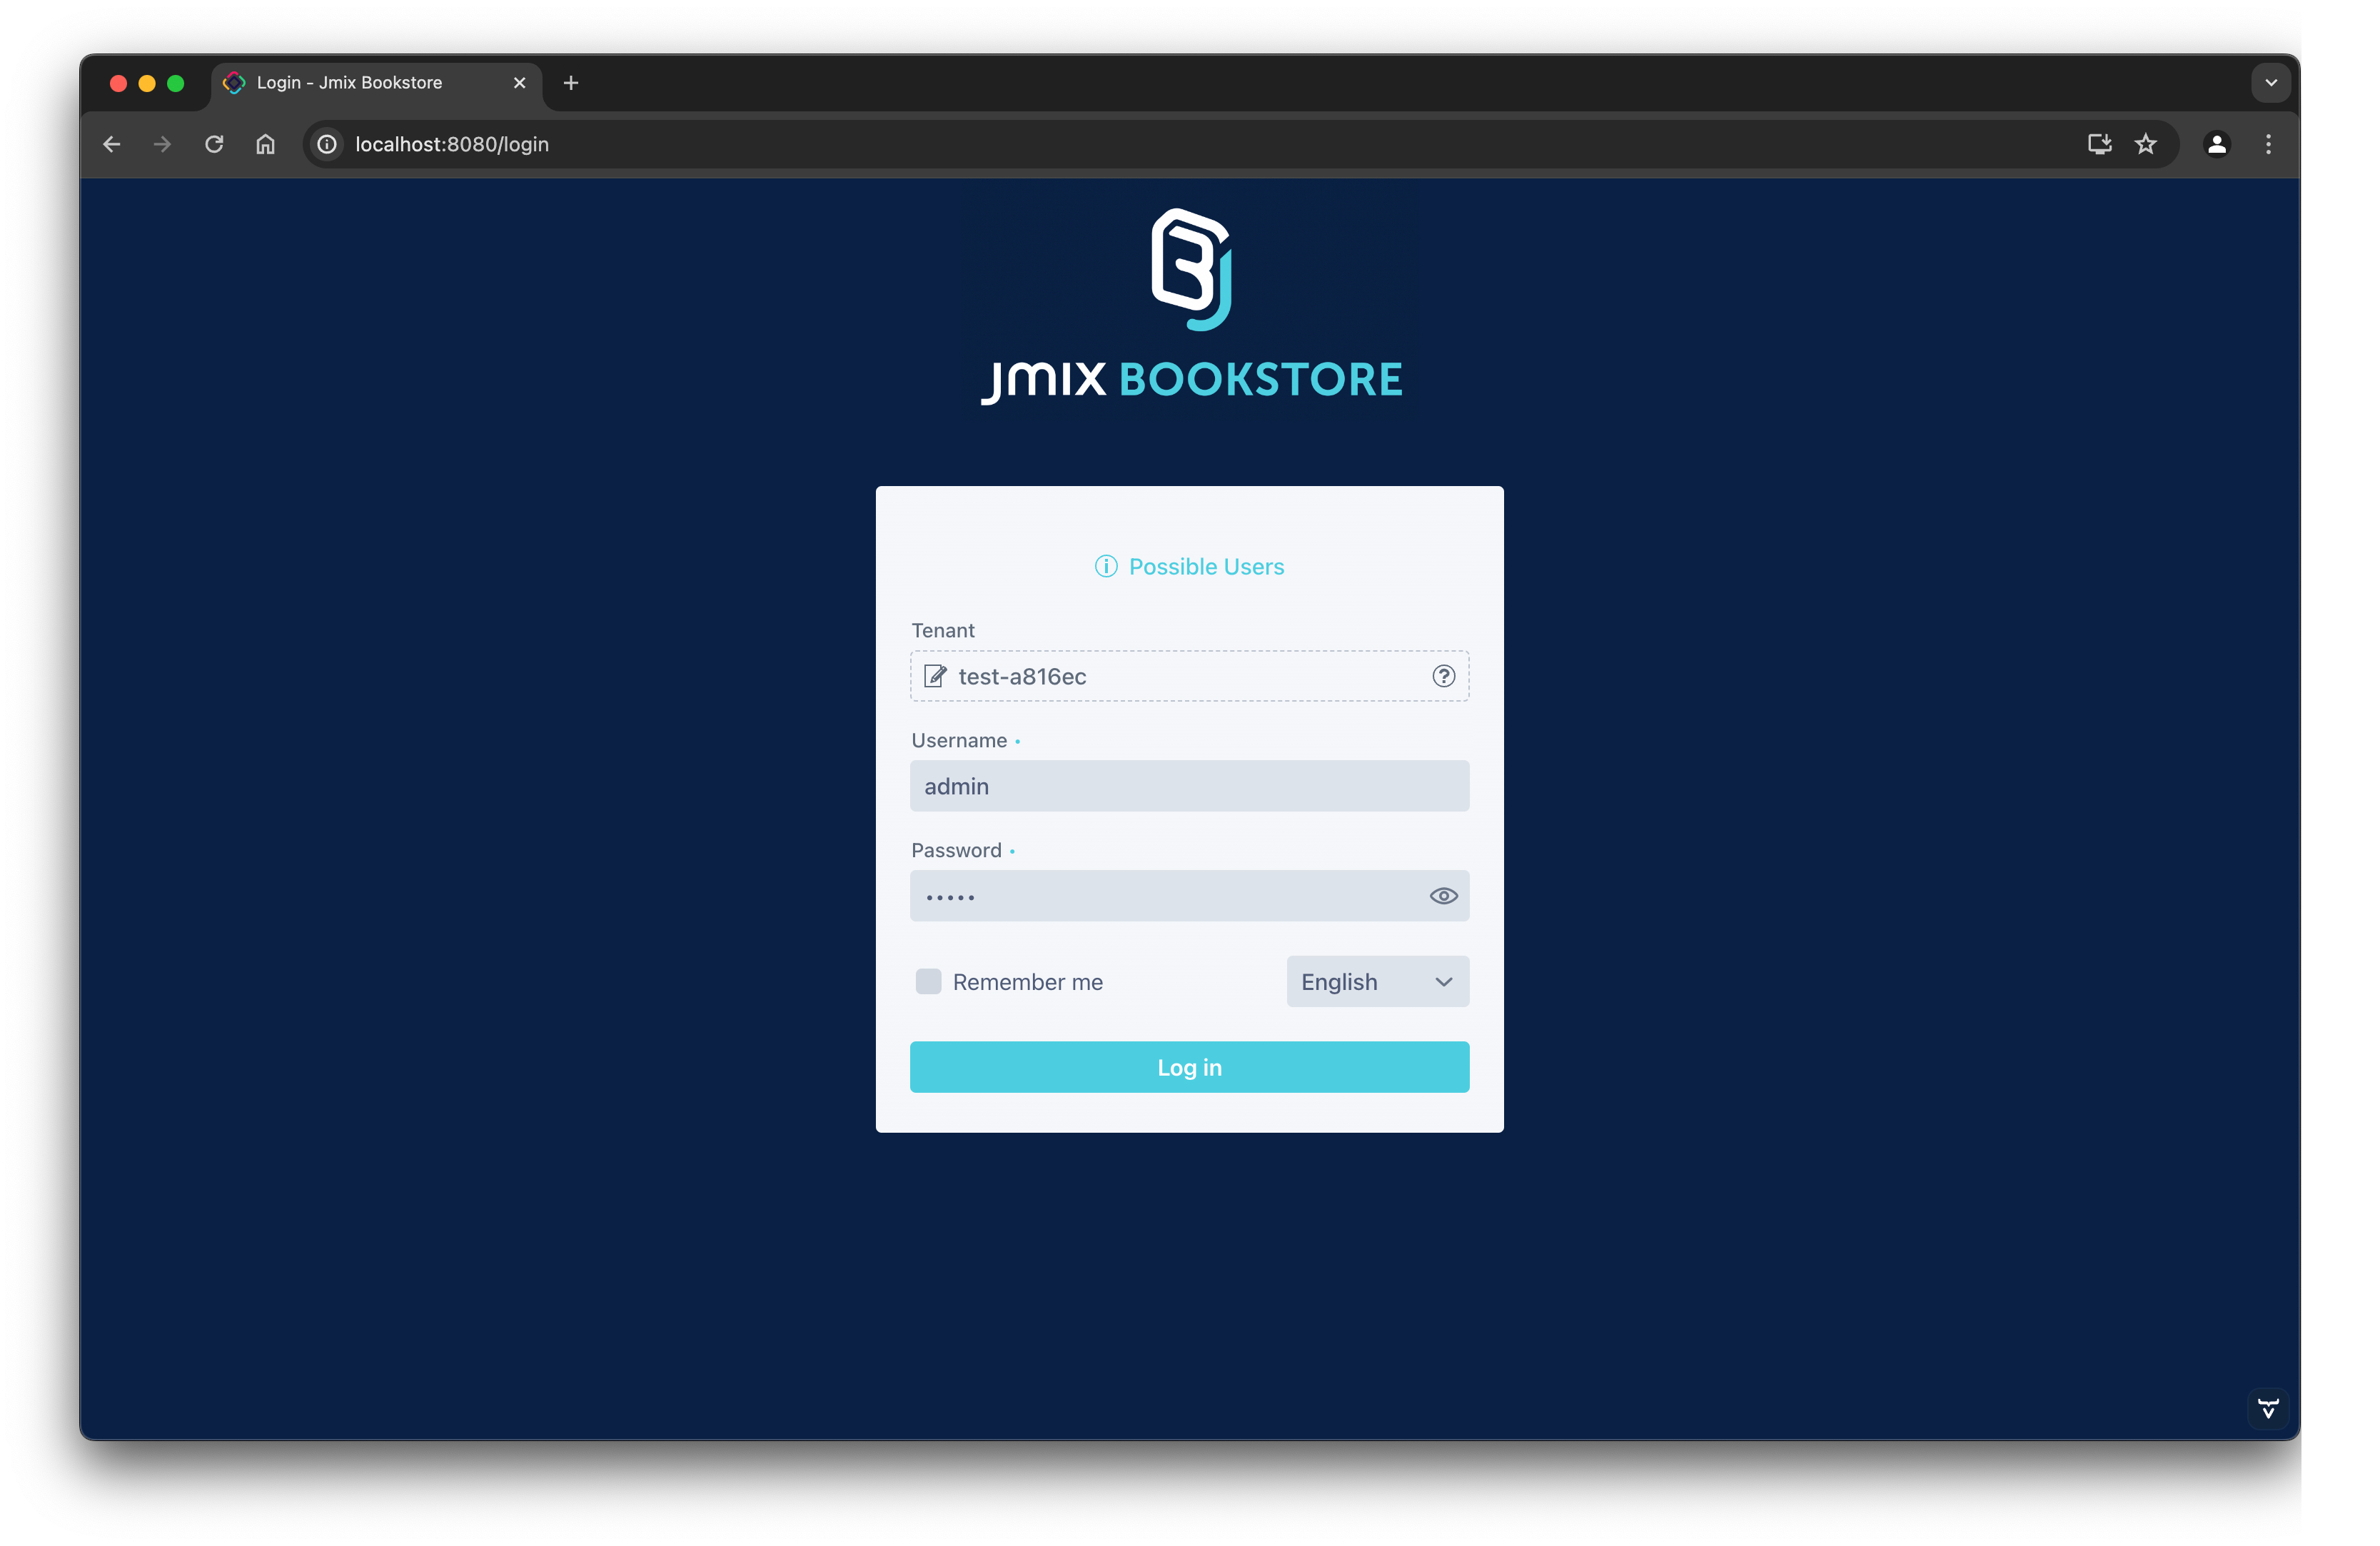 Login - Jmix Bookstore
localhost:8080/login
JMIX BOOKSTORE
Possible Users
Tenant
test-a816ec
Username •
admin
Password •
•••••
Remember me
English
Log in